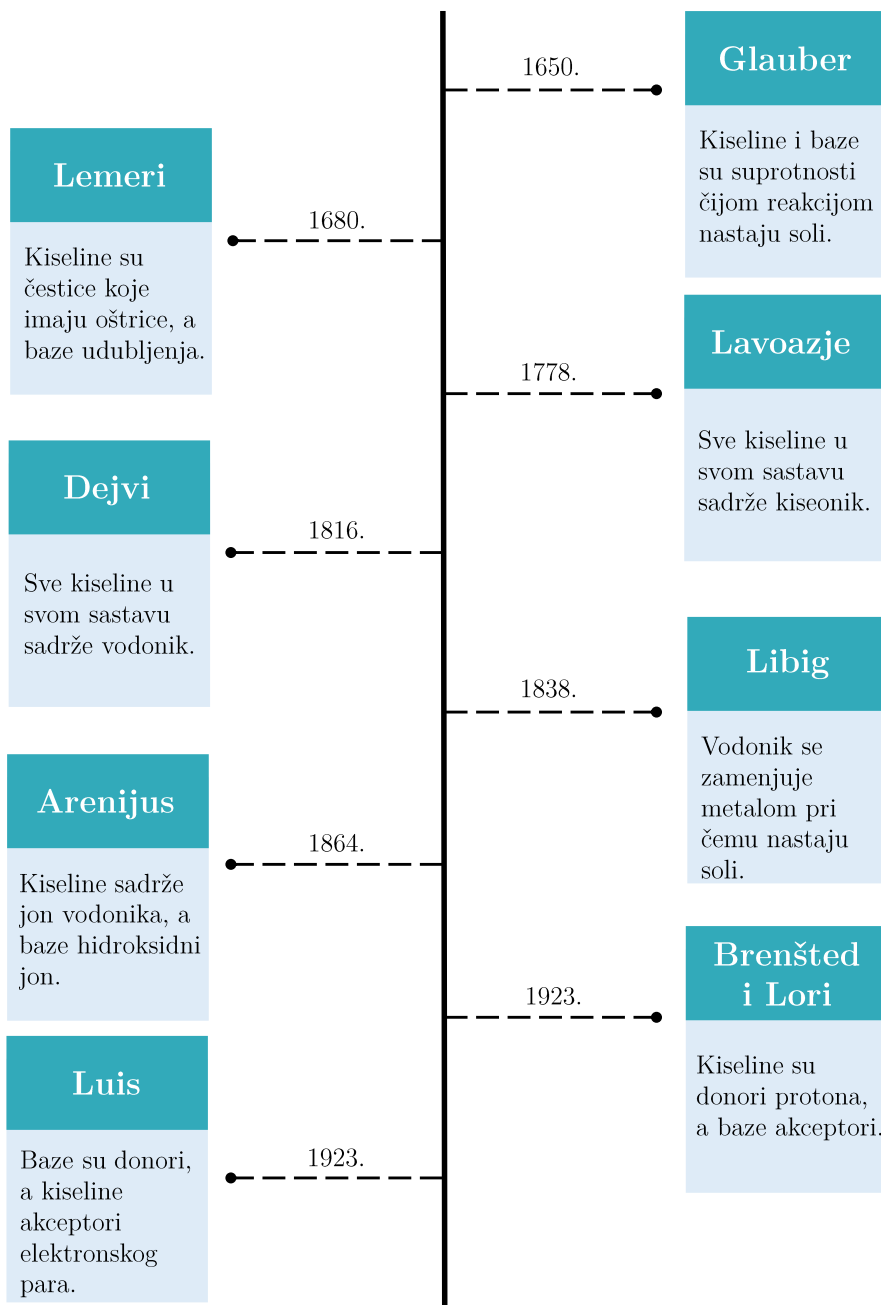 1650.
Glauber
Kiseline i baze
su suprotnosti
čijom reakcijom
nastaju soli.
Lemeri
1680.
Kiseline su
čestice koje
imaju oštrice, a
baze udubljenja.
Lavoazje
1778.
Sve kiseline u
svom sastavu
sadrže kiseonik.
Dejvi
1816.
Sve kiseline u
svom sastavu
sadrže vodonik.
Libig
1838.
Vodonik se
zamenjuje
metalom pri
čemu nastaju
soli.
Arenijus
1864.
Kiseline sadrže
jon vodonika, a
baze hidroksidni
jon.
Brenšted
i Lori
1923.
Kiseline su
donori protona,
a baze akceptori.
Luis
1923.
Baze su donori,
a kiseline
akceptori
elektronskog
para.